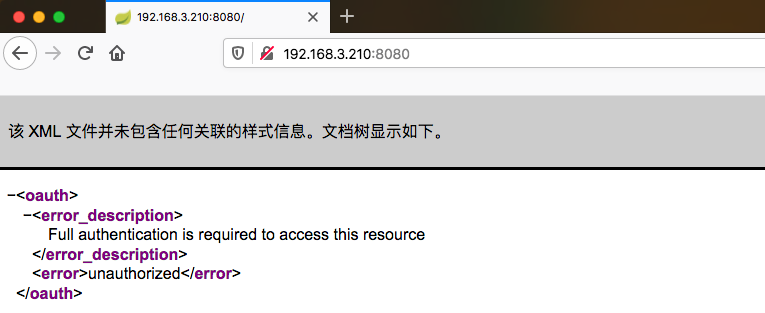 192.168.3.210:8080/
192.168.3.210:8080
该 XML 文件并未包含任何关联的样式信息。文档树显示如下。
−<oauth>
−<error_description>
Full authentication is required to access this resource
</error_description>
<error>unauthorized</error>
</oauth>